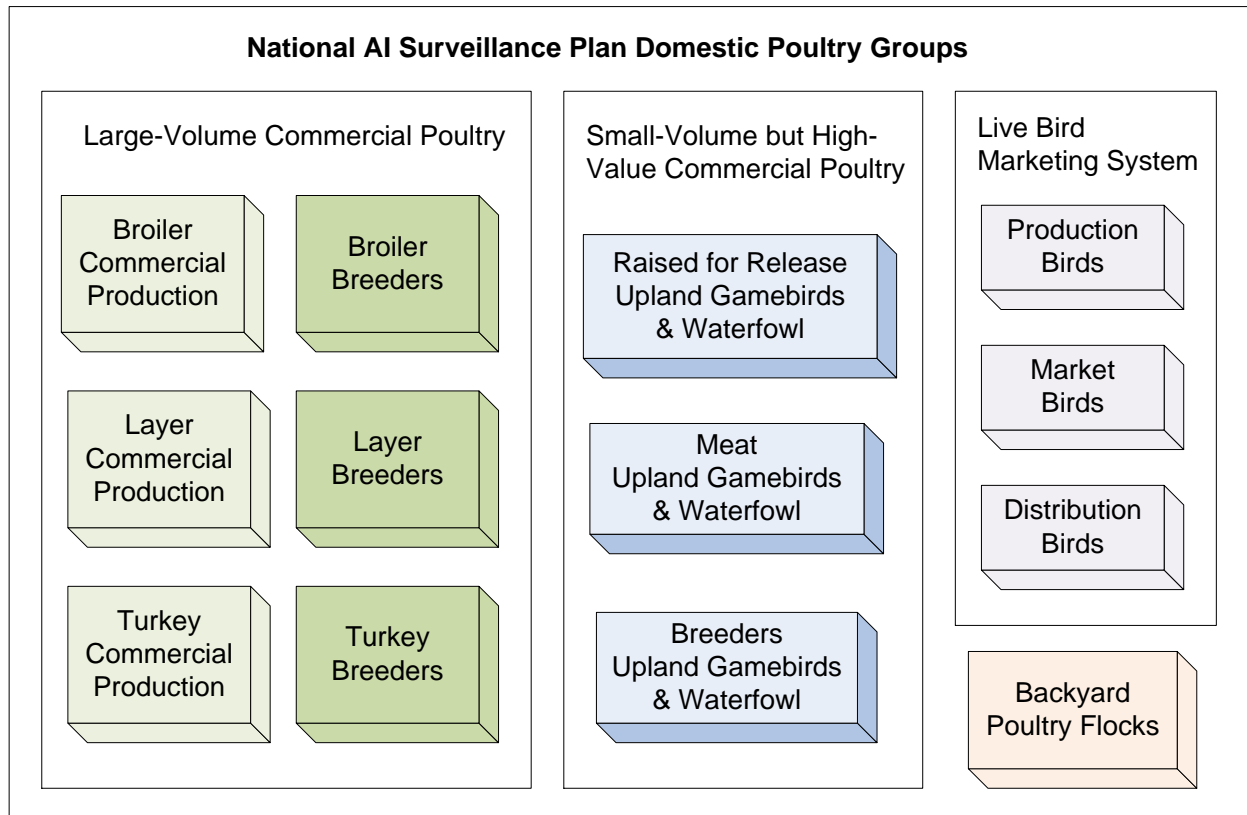 National AI Surveillance Plan Domestic Poultry Groups
Large-Volume Commercial Poultry
Broiler
Commercial
Production
Broiler
Breeders
Layer
Commercial
Production
Layer
Breeders
Turkey
Commercial
Production
Turkey
Breeders
Small-Volume but High-
Value Commercial Poultry
Raised for Release
Upland Gamebirds
& Waterfowl
Meat
Upland Gamebirds
& Waterfowl
Breeders
Upland Gamebirds
& Waterfowl
Live Bird
Marketing System
Production
Birds
Market
Birds
Distribution
Birds
Backyard
Poultry Flocks